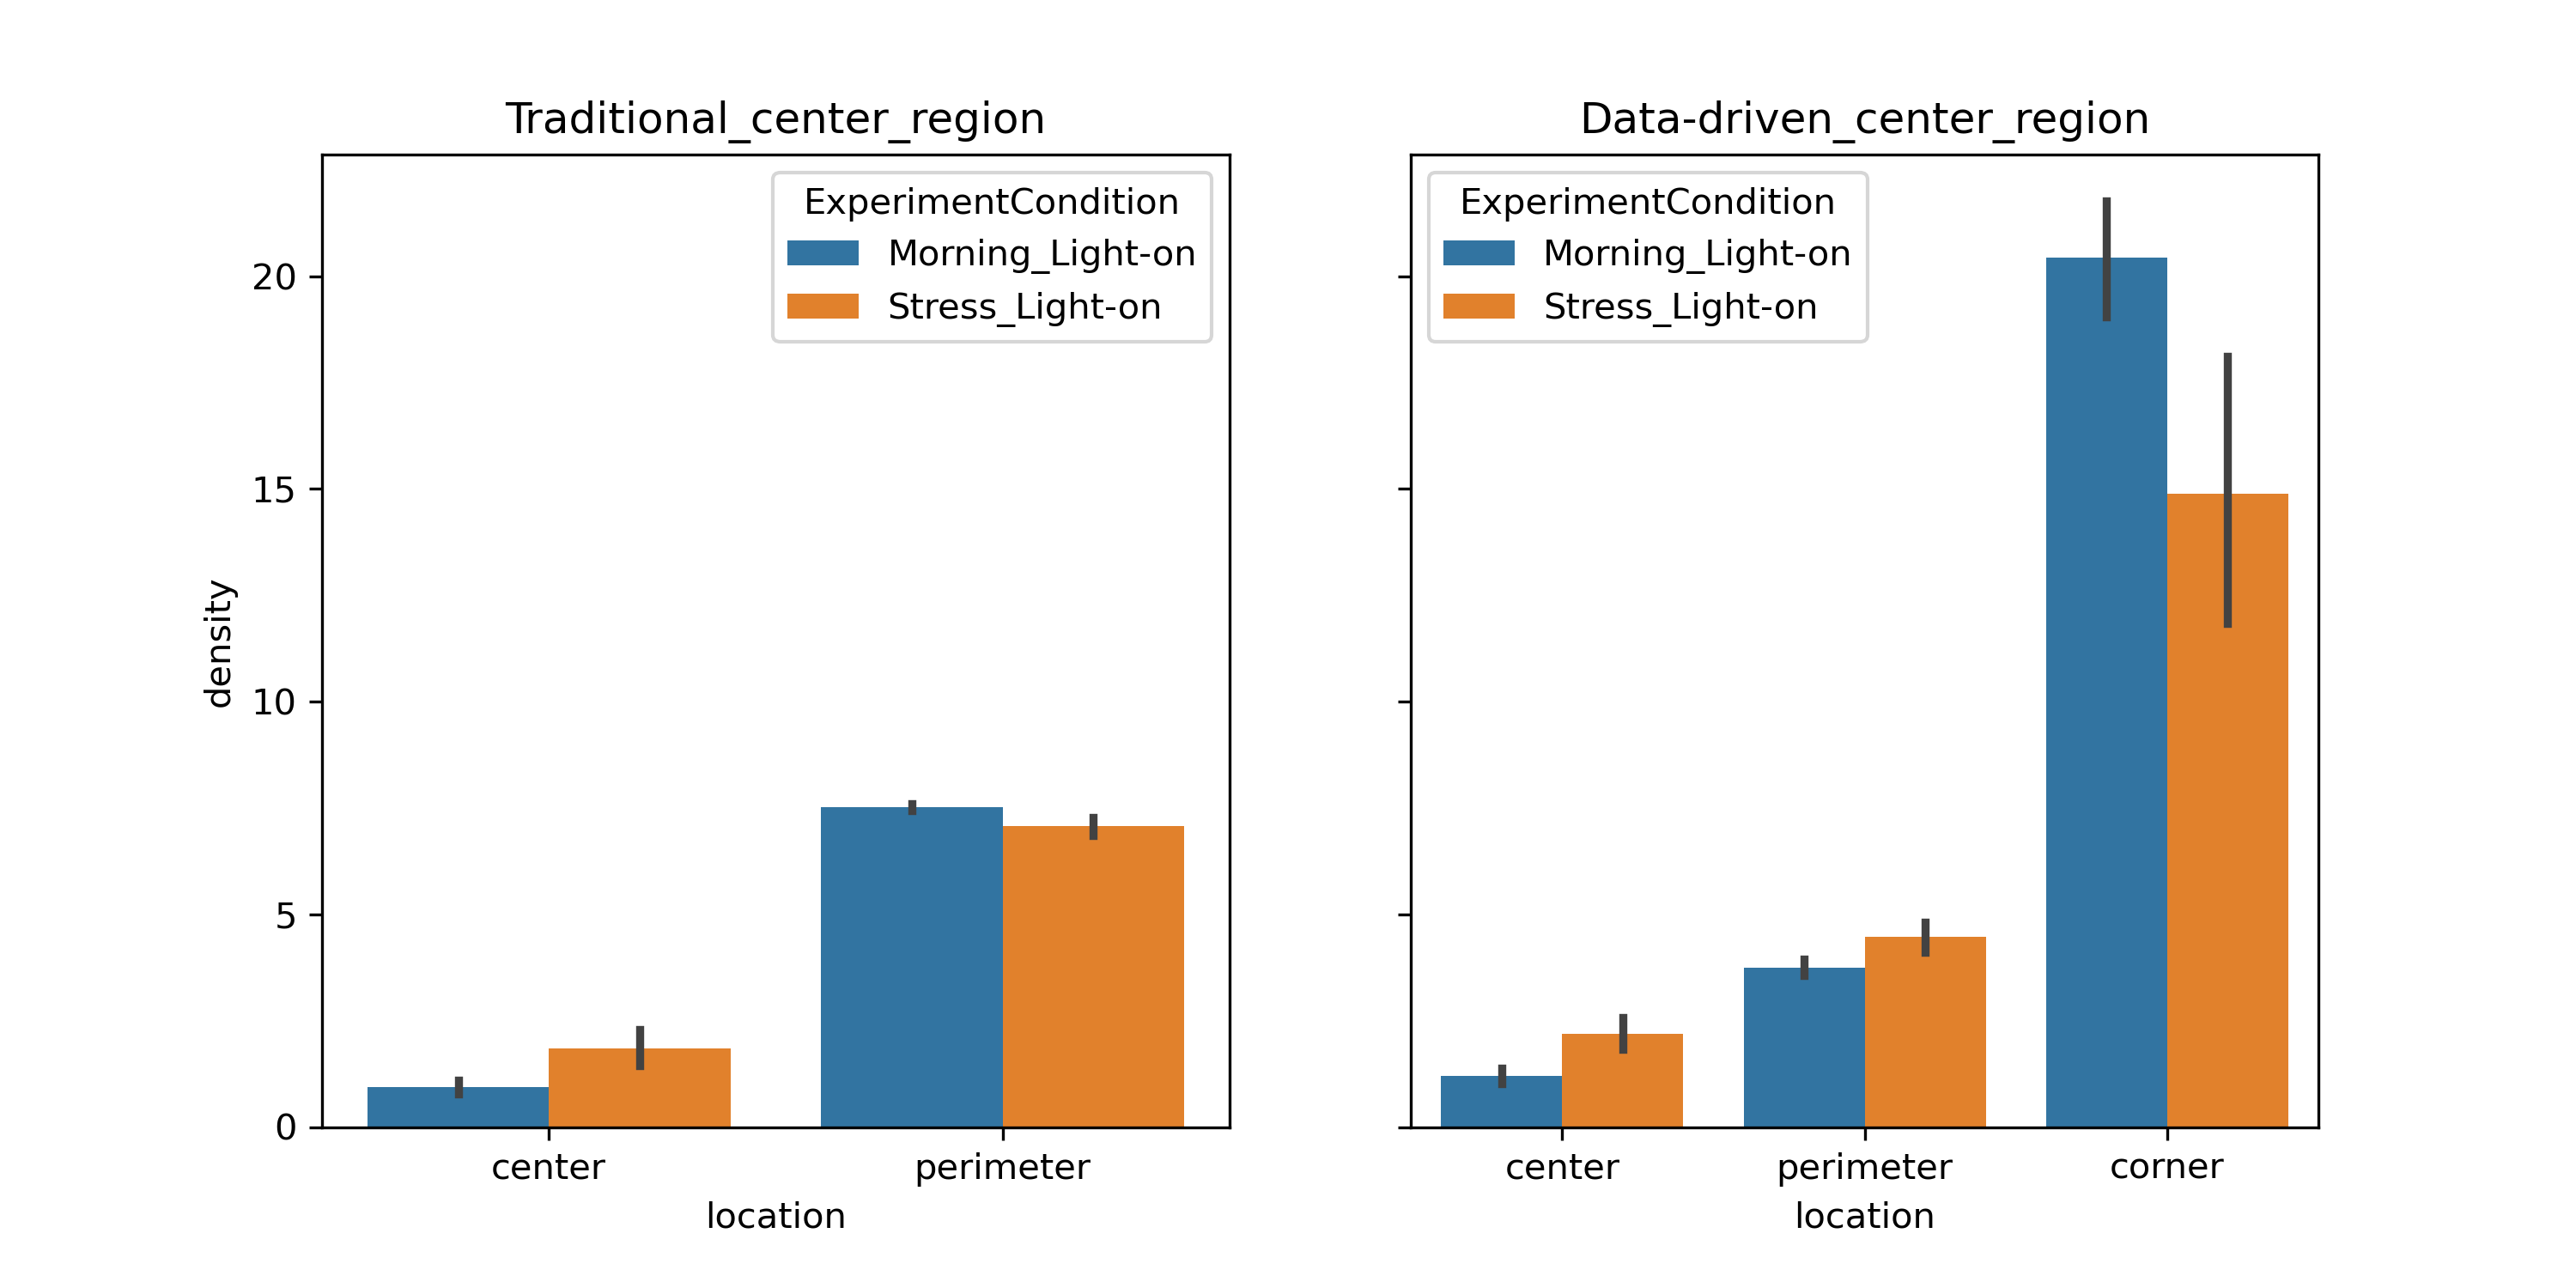 Traditional_center_region
ExperimentCondition
Morning_Light-on
Stress_Light-on
density
20
15
10
5
0
center
perimeter
location
Data-driven_center_region
ExperimentCondition
Morning_Light-on
Stress_Light-on
center
perimeter
corner
location